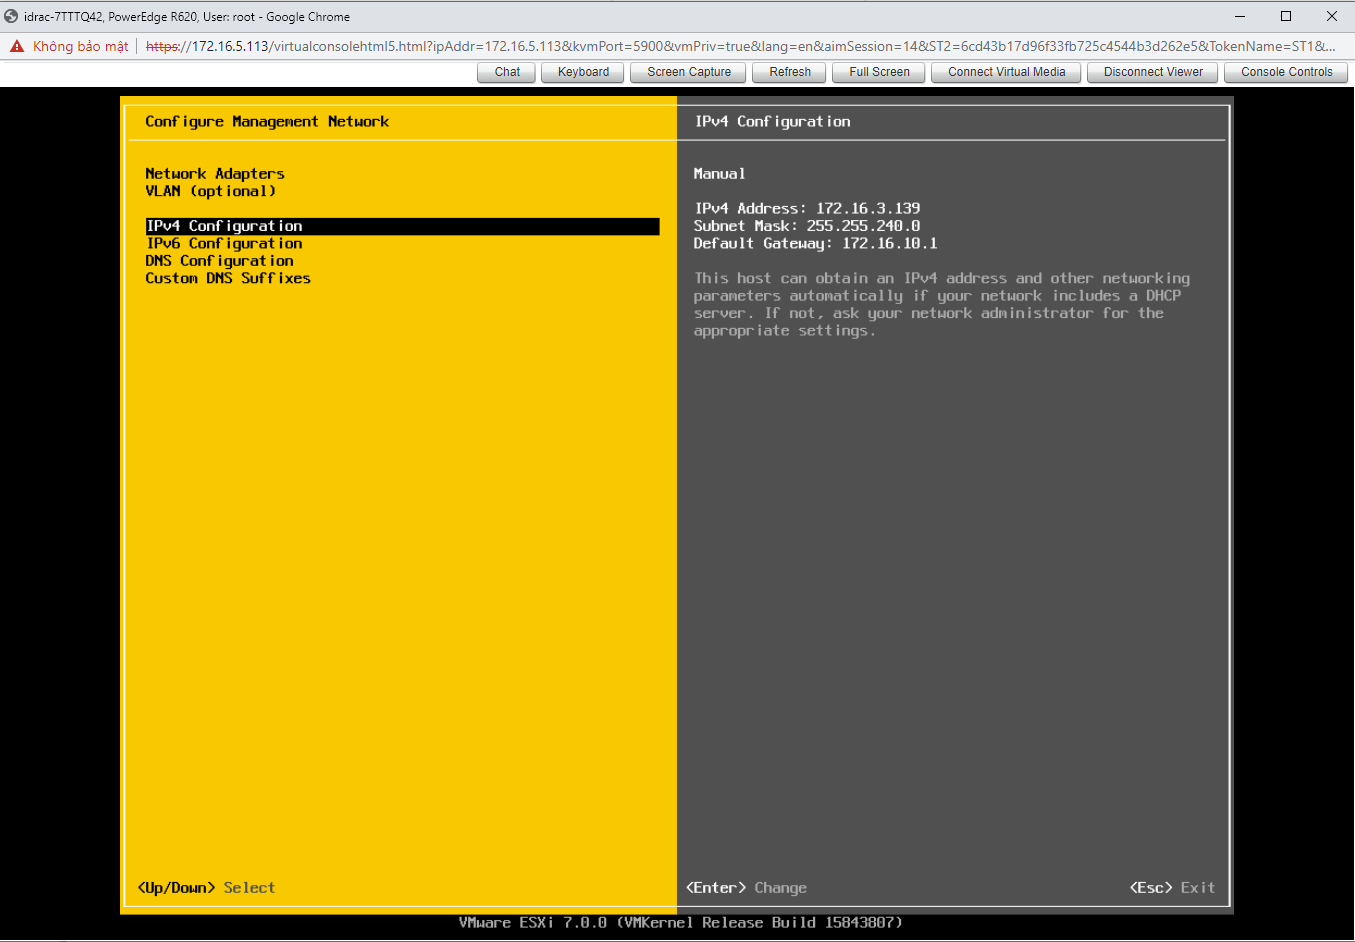 idrac-7TTTQ42, PowerEdge R620, User: root - Google Chrome
Không bảo mật | https://172.16.5.113/virtualconsolehtml5.html?ipAddr=172.16.5.113&kvmPort=5900&vmPriv=true&lang=en&aimSession=14&ST2=6cd43b17d96f33fb725c4544b3d262e5&TokenName=ST1&...
Chat Keyboard Screen Capture Refresh Full Screen Connect Virtual Media Disconnect Viewer Console Controls
Configure Management Network
Network Adapters
VLAN (optional)
IPv4 Configuration
IPv6 Configuration
DNS Configuration
Custom DNS Suffixes
IPv4 Configuration
Manual
IPv4 Address: 172.16.3.139
Subnet Mask: 255.255.240.0
Default Gateway: 172.16.10.1
This host can obtain an IPv4 address and other networking
parameters automatically if your network includes a DHCP
server. If not, ask your network administrator for the
appropriate settings.
<Up/Down> Select
<Enter> Change
<Esc> Exit
VMware ESXi 7.0.0 (VMKernel Release Build 15843807)